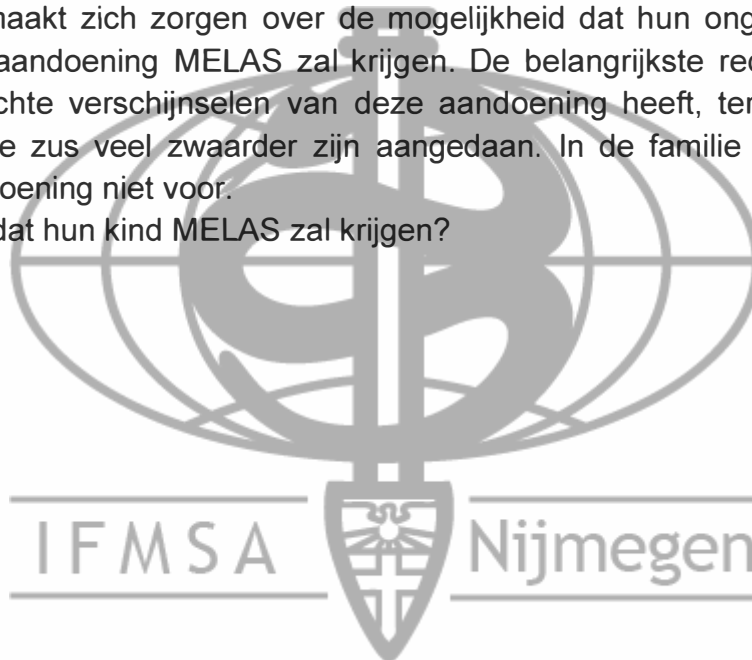 maakt zich zorgen over de mogelijkheid dat hun ong
aandoening MELAS zal krijgen. De belangrijkste rec
chte verschijnselen van deze aandoening heeft, ter
e zus veel zwaarder zijn aangedaan. In de familie
doening niet voor.
dat hun kind MELAS zal krijgen?
IFMSA Nijmegen